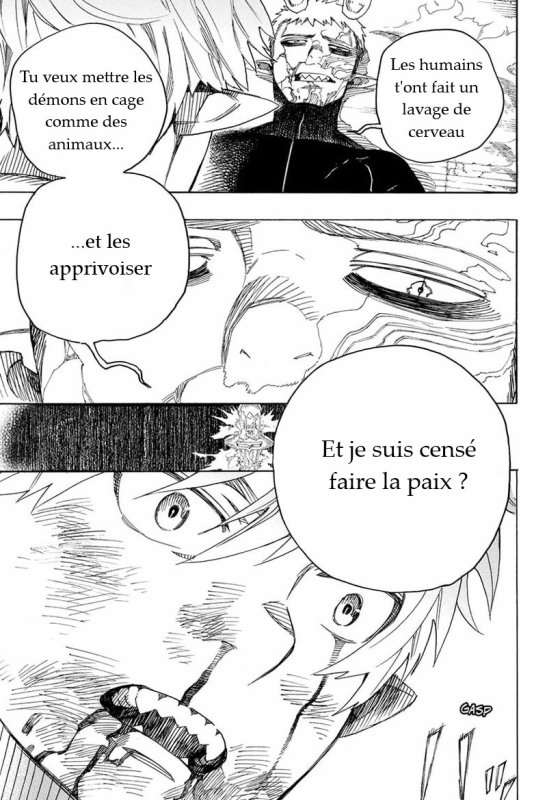 Les humains
t'ont fait un
lavage de
cerveau
Tu veux mettre les
démons en cage
comme des
animaux...
...et les
apprivoiser
Et je suis censé
faire la paix ?
GASP